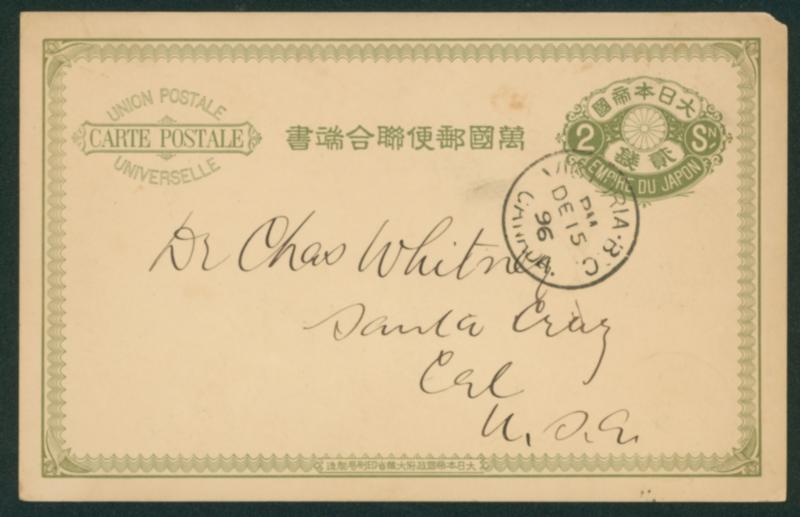 UNION POSTALE
CARTE POSTALE
UNIVERSELLE
書端合聯便郵國萬
國帝本日大
2 Sn
錢貳
EMPIRE DU JAPON
VICTORIA·B·C
PM
DE 15
96
CANADA
Dr Chas Whitney
Santa Cruz
Cal
U.S.A.